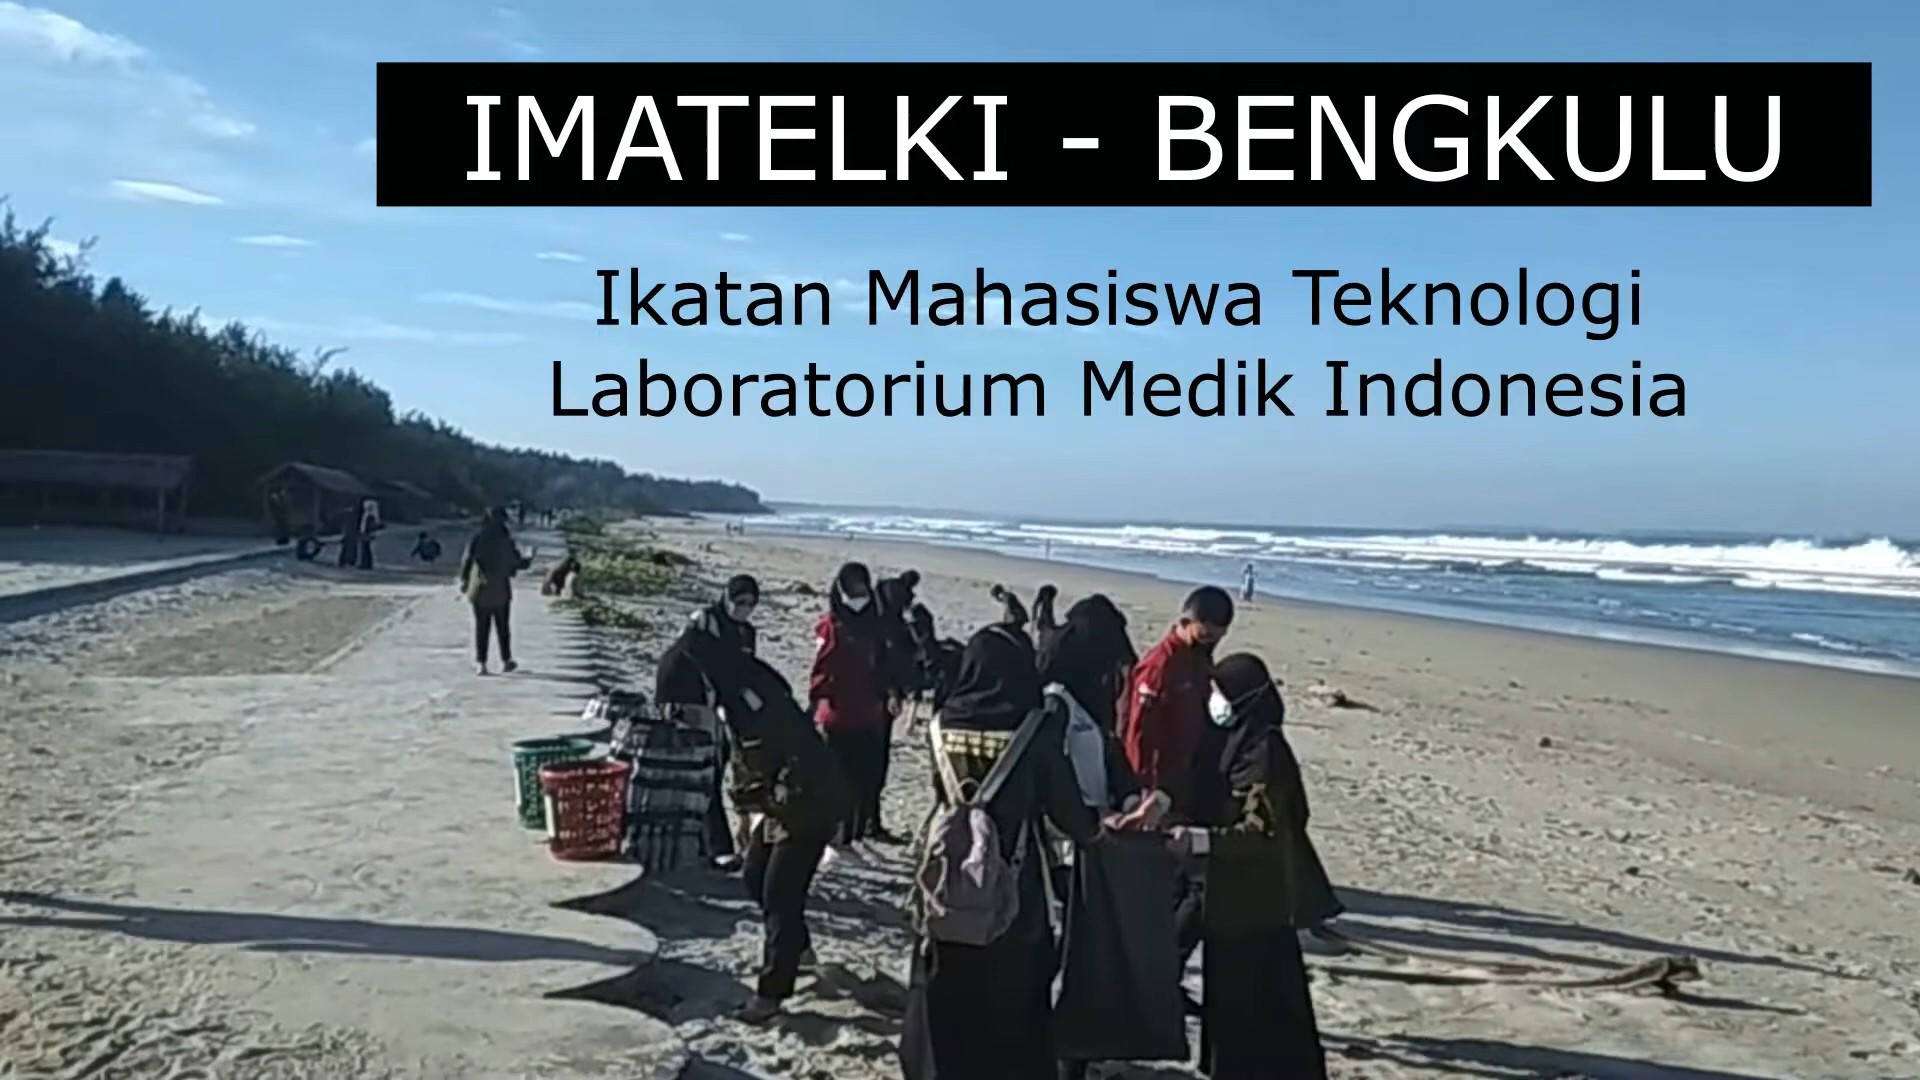 IMATELKI - BENGKULU
Ikatan Mahasiswa Teknologi
Laboratorium Medik Indonesia